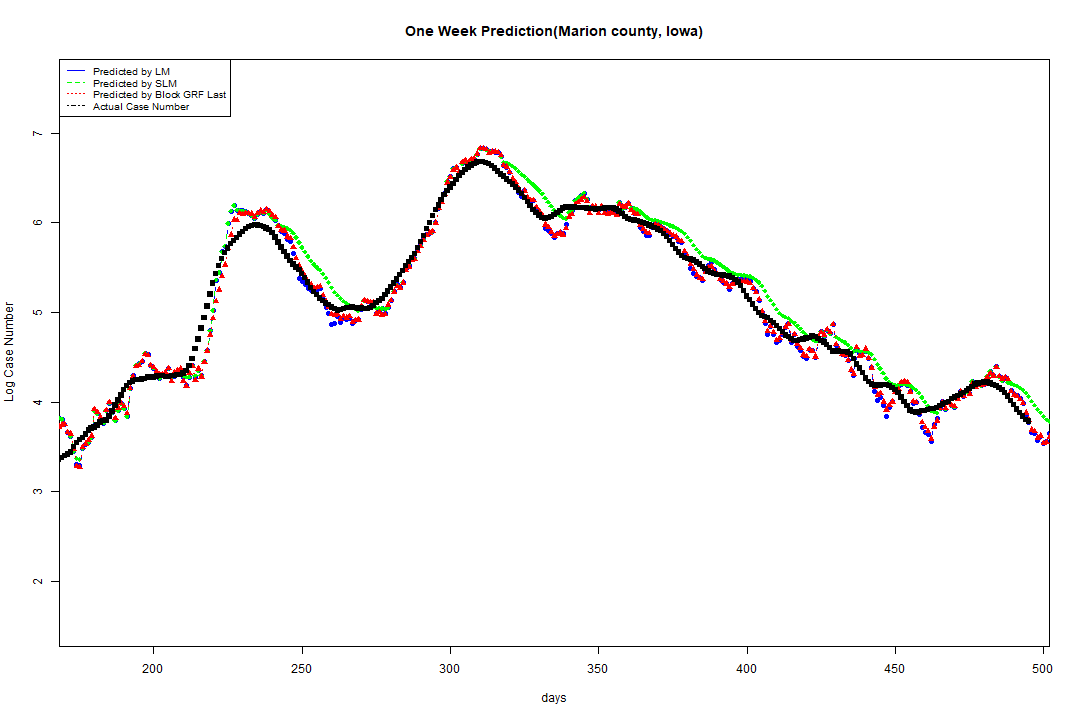 One Week Prediction(Marion county, Iowa)
Predicted by LM
Predicted by SLM
Predicted by Block GRF Last
Actual Case Number
Log Case Number
7
6
5
4
3
2
200 250 300 350 400 450 500
days